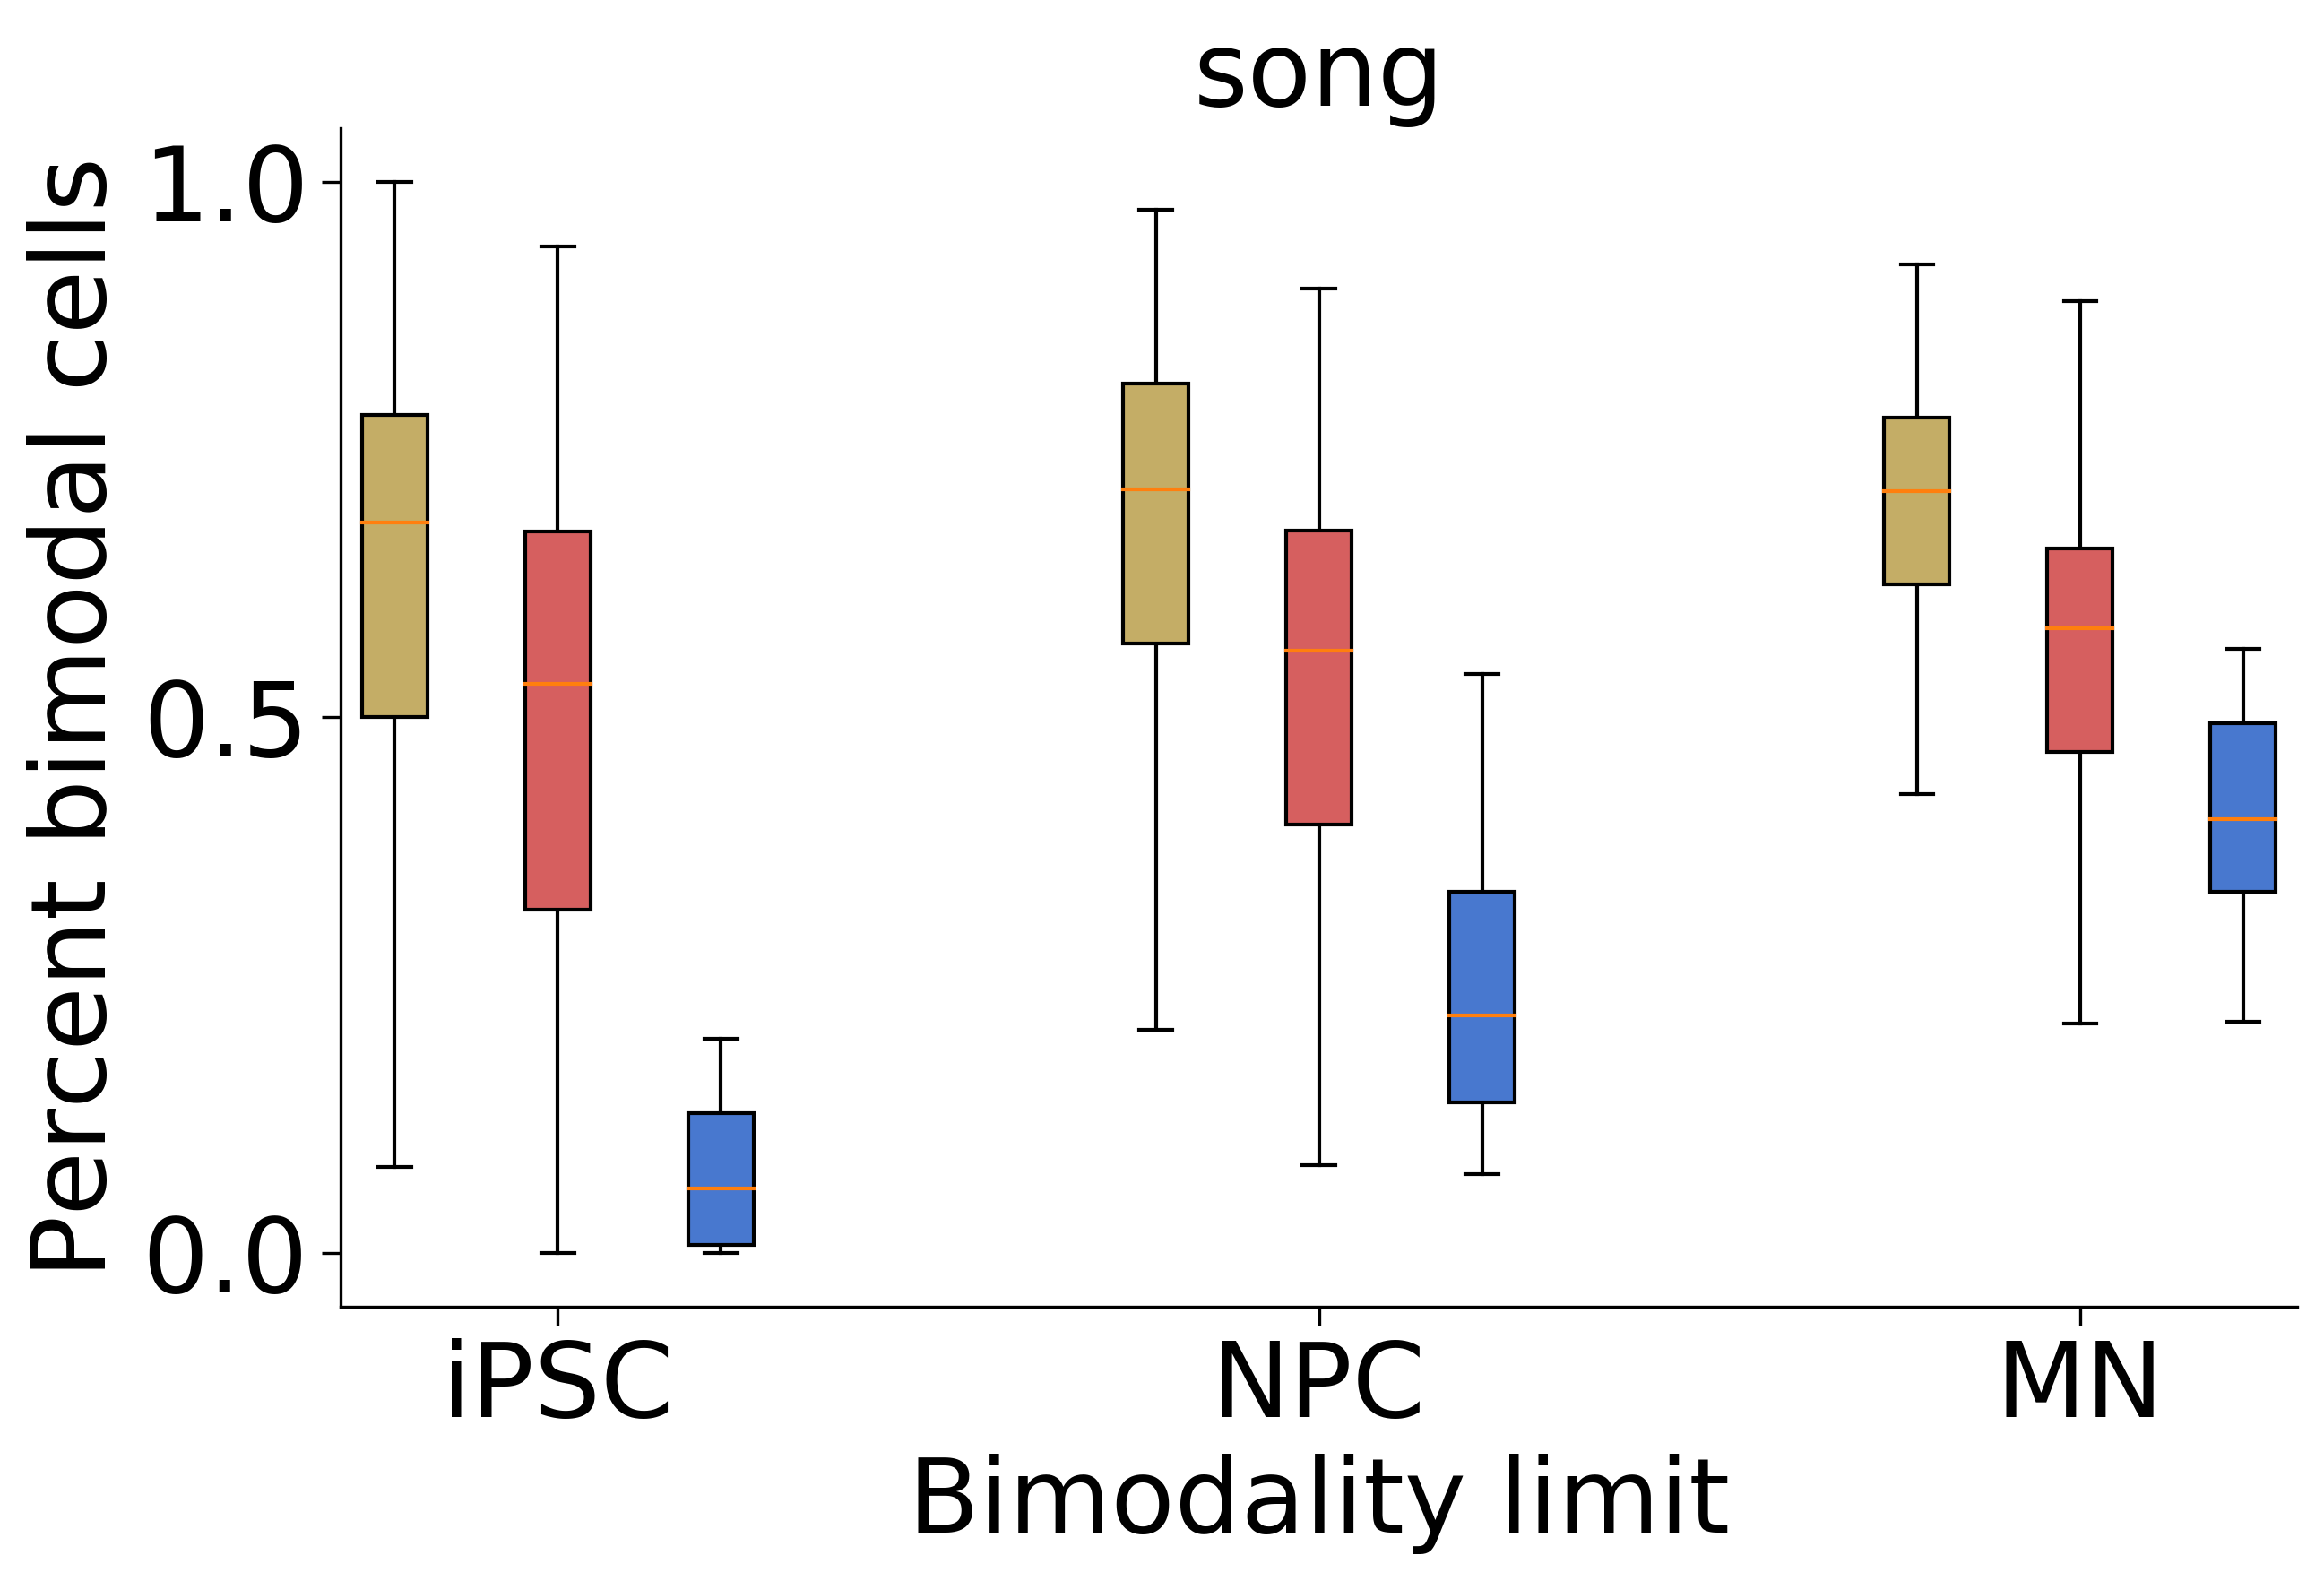 song
Percent bimodal cells
1.0
0.5
0.0
iPSC
NPC
MN
Bimodality limit